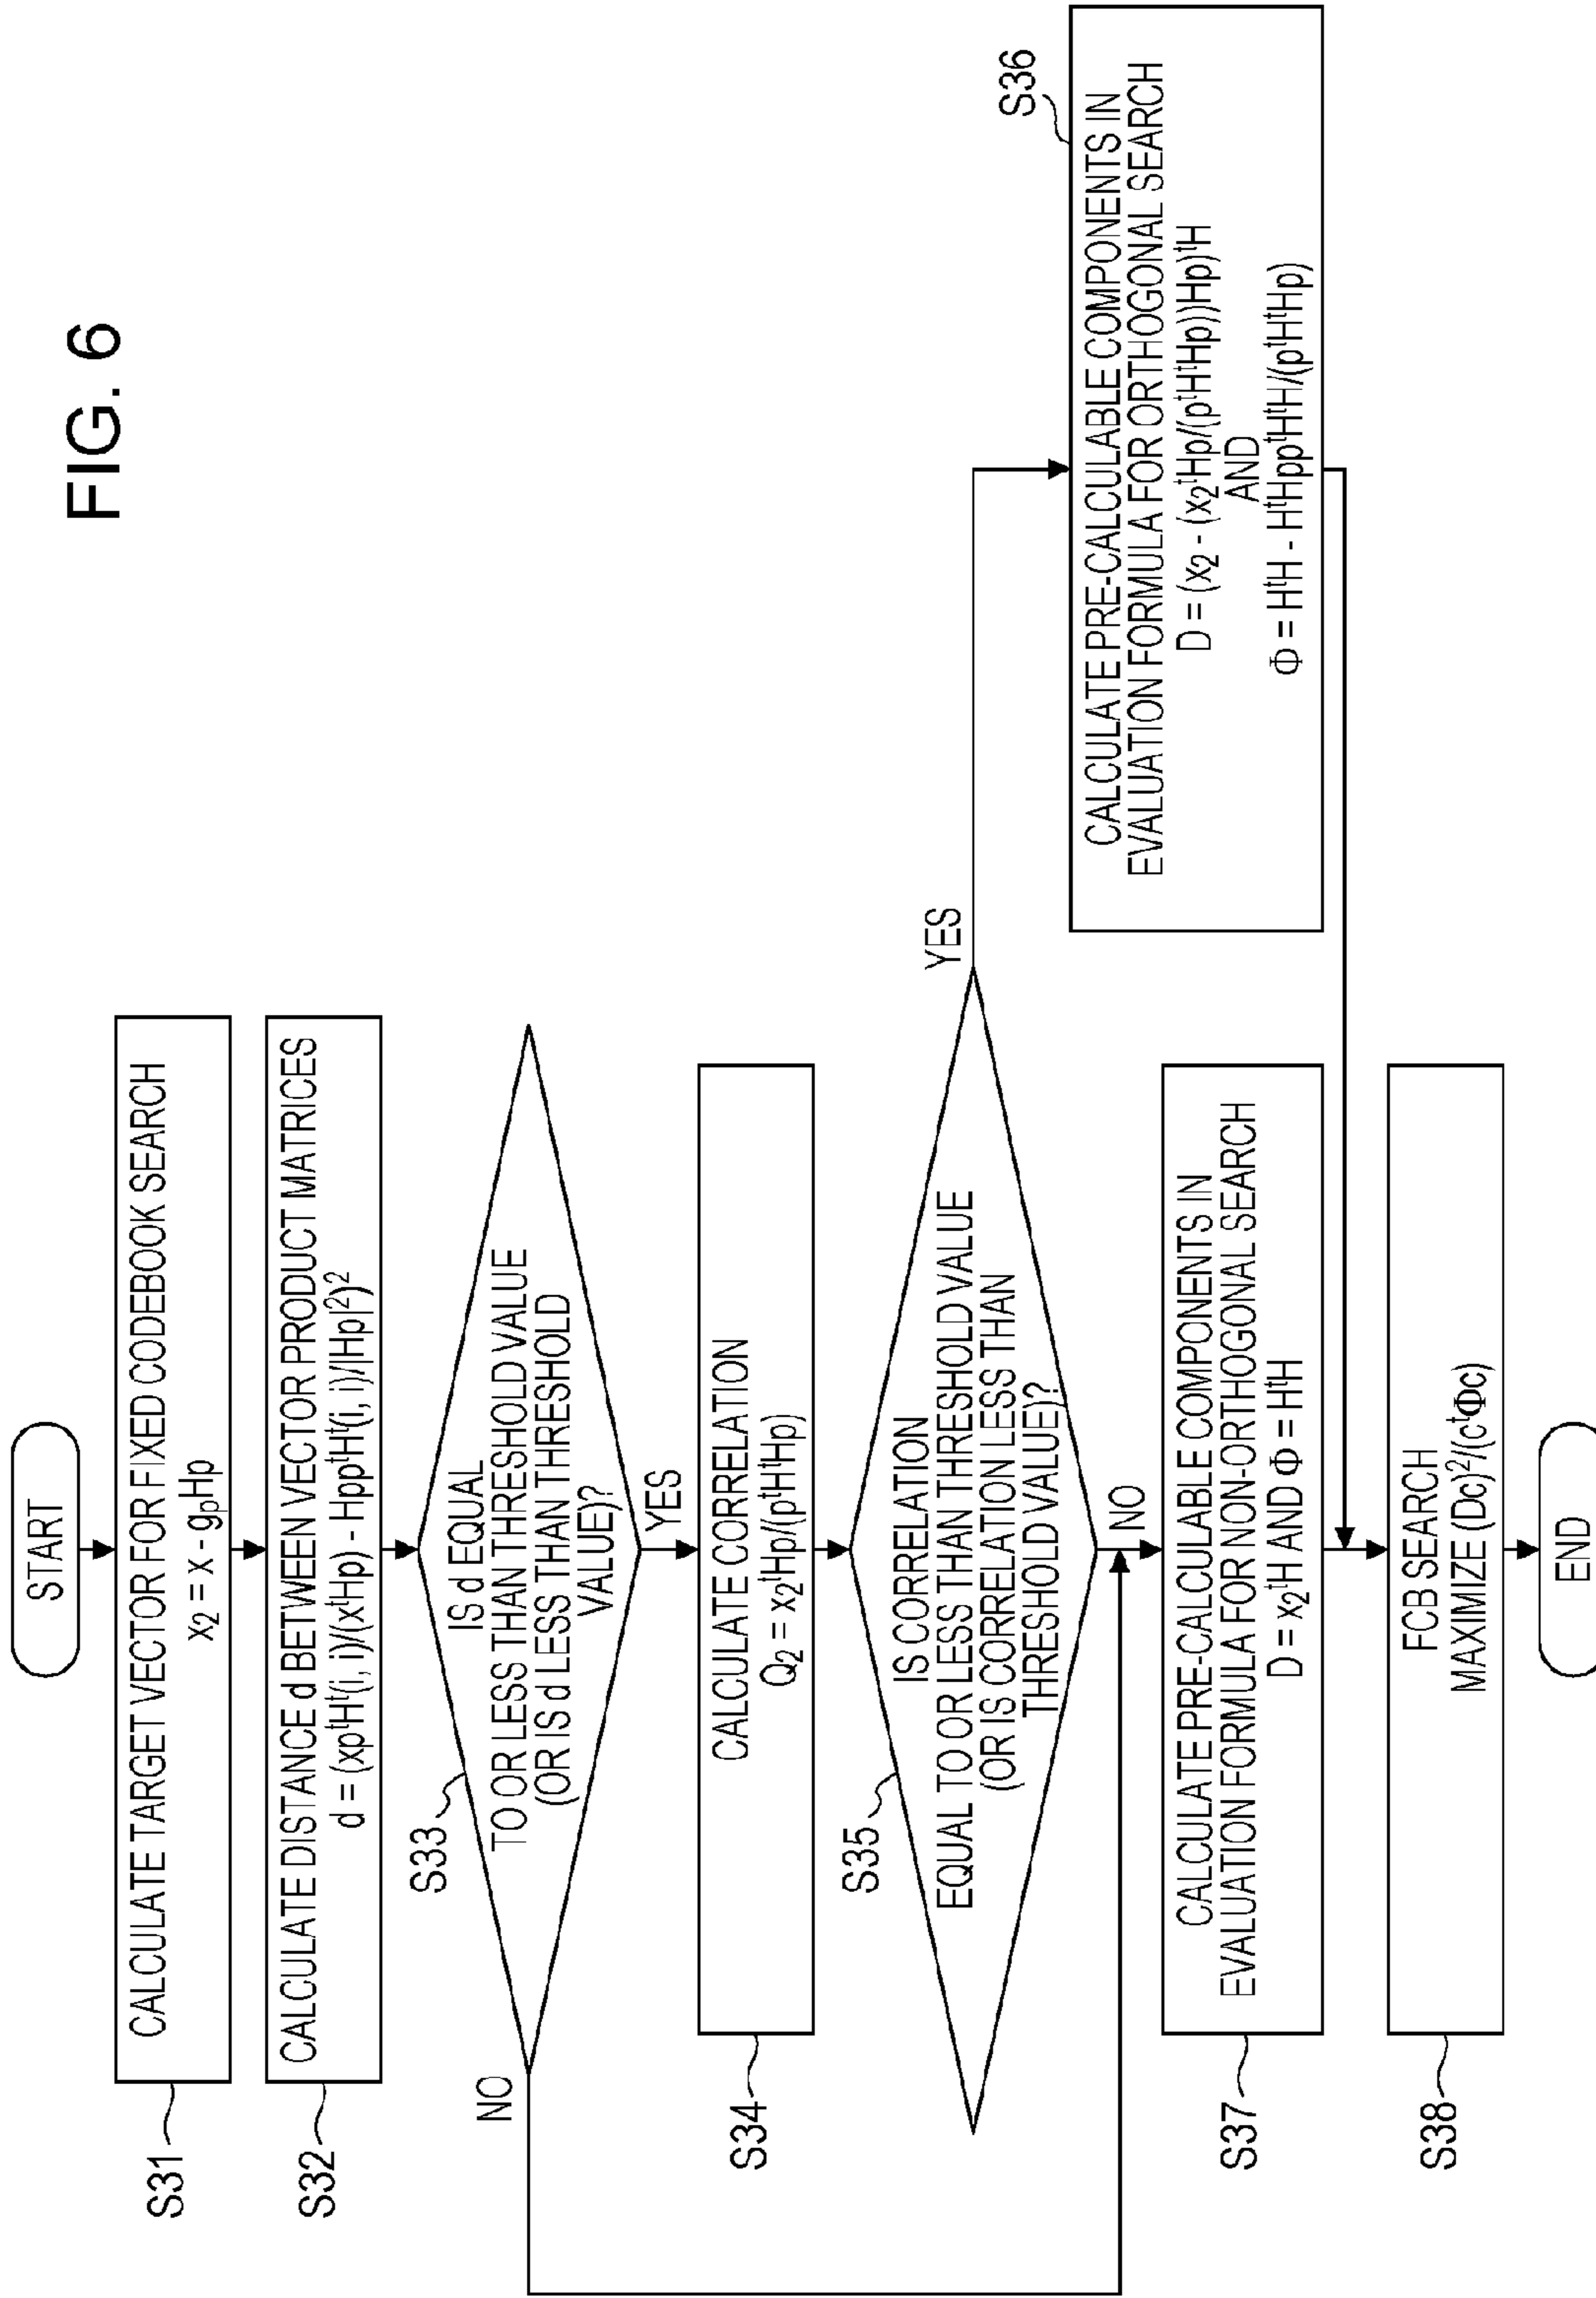 FIG. 6
START
S31
CALCULATE TARGET VECTOR FOR FIXED CODEBOOK SEARCH
x₂ = x - gₚHp
S32
CALCULATE DISTANCE d BETWEEN VECTOR PRODUCT MATRICES
d = (xpᵗHᵗ(i, i)/(xᵗHp) - HppᵗHᵗ(i, i)/|Hp|²)²
S33
IS d EQUAL
TO OR LESS THAN THRESHOLD VALUE
(OR IS d LESS THAN THRESHOLD
VALUE)?
NO
YES
S34
CALCULATE CORRELATION
Q₂ = x₂ᵗHp/(pᵗHᵗHp)
S35
IS CORRELATION
EQUAL TO OR LESS THAN THRESHOLD VALUE
(OR IS CORRELATION LESS THAN
THRESHOLD VALUE)?
YES
NO
S36
CALCULATE PRE-CALCULABLE COMPONENTS IN
EVALUATION FORMULA FOR ORTHOGONAL SEARCH
D = (x₂ - (x₂ᵗHp/(pᵗHᵗHp))Hp)ᵗH
AND
Φ = HᵗH - HᵗHppᵗHᵗH/(pᵗHᵗHp)
S37
CALCULATE PRE-CALCULABLE COMPONENTS IN
EVALUATION FORMULA FOR NON-ORTHOGONAL SEARCH
D = x₂ᵗH AND Φ = HᵗH
S38
FCB SEARCH
MAXIMIZE (Dc)²/(cᵗΦc)
END